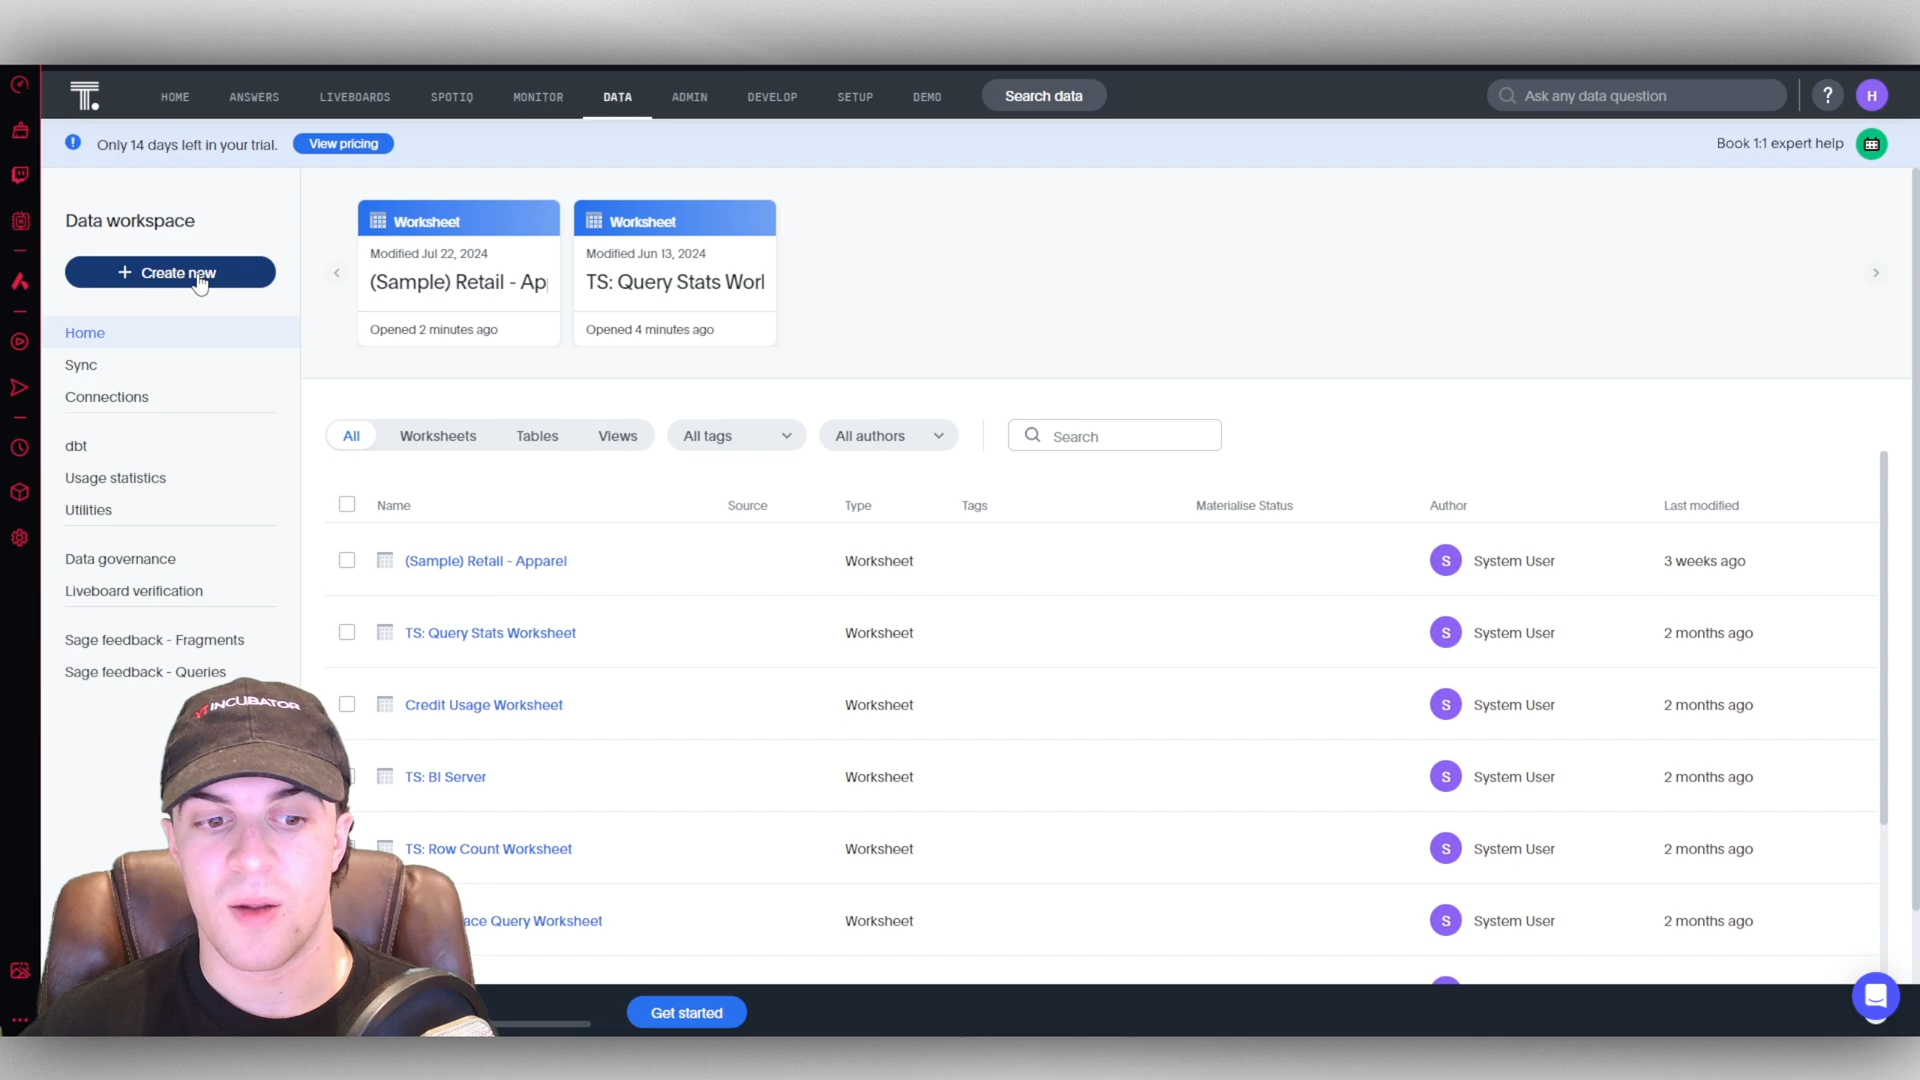 HOME ANSWERS LIVEBOARDS SPOTIQ MONITOR DATA ADMIN DEVELOP SETUP DEMO Search data Ask any data question ? H
Only 14 days left in your trial. View pricing Book 1:1 expert help
Data workspace
+ Create new
Home
Sync
Connections
dbt
Usage statistics
Utilities
Data governance
Liveboard verification
Sage feedback - Fragments
Sage feedback - Queries
Worksheet
Modified Jul 22, 2024
(Sample) Retail - Ap
Opened 2 minutes ago
Worksheet
Modified Jun 13, 2024
TS: Query Stats Worl
Opened 4 minutes ago
All Worksheets Tables Views All tags All authors Search
Name Source Type Tags Materialise Status Author Last modified
(Sample) Retail - Apparel Worksheet S System User 3 weeks ago
TS: Query Stats Worksheet Worksheet S System User 2 months ago
Credit Usage Worksheet Worksheet S System User 2 months ago
TS: BI Server Worksheet S System User 2 months ago
TS: Row Count Worksheet Worksheet S System User 2 months ago
ace Query Worksheet Worksheet S System User 2 months ago
Get started
YT INCUBATOR